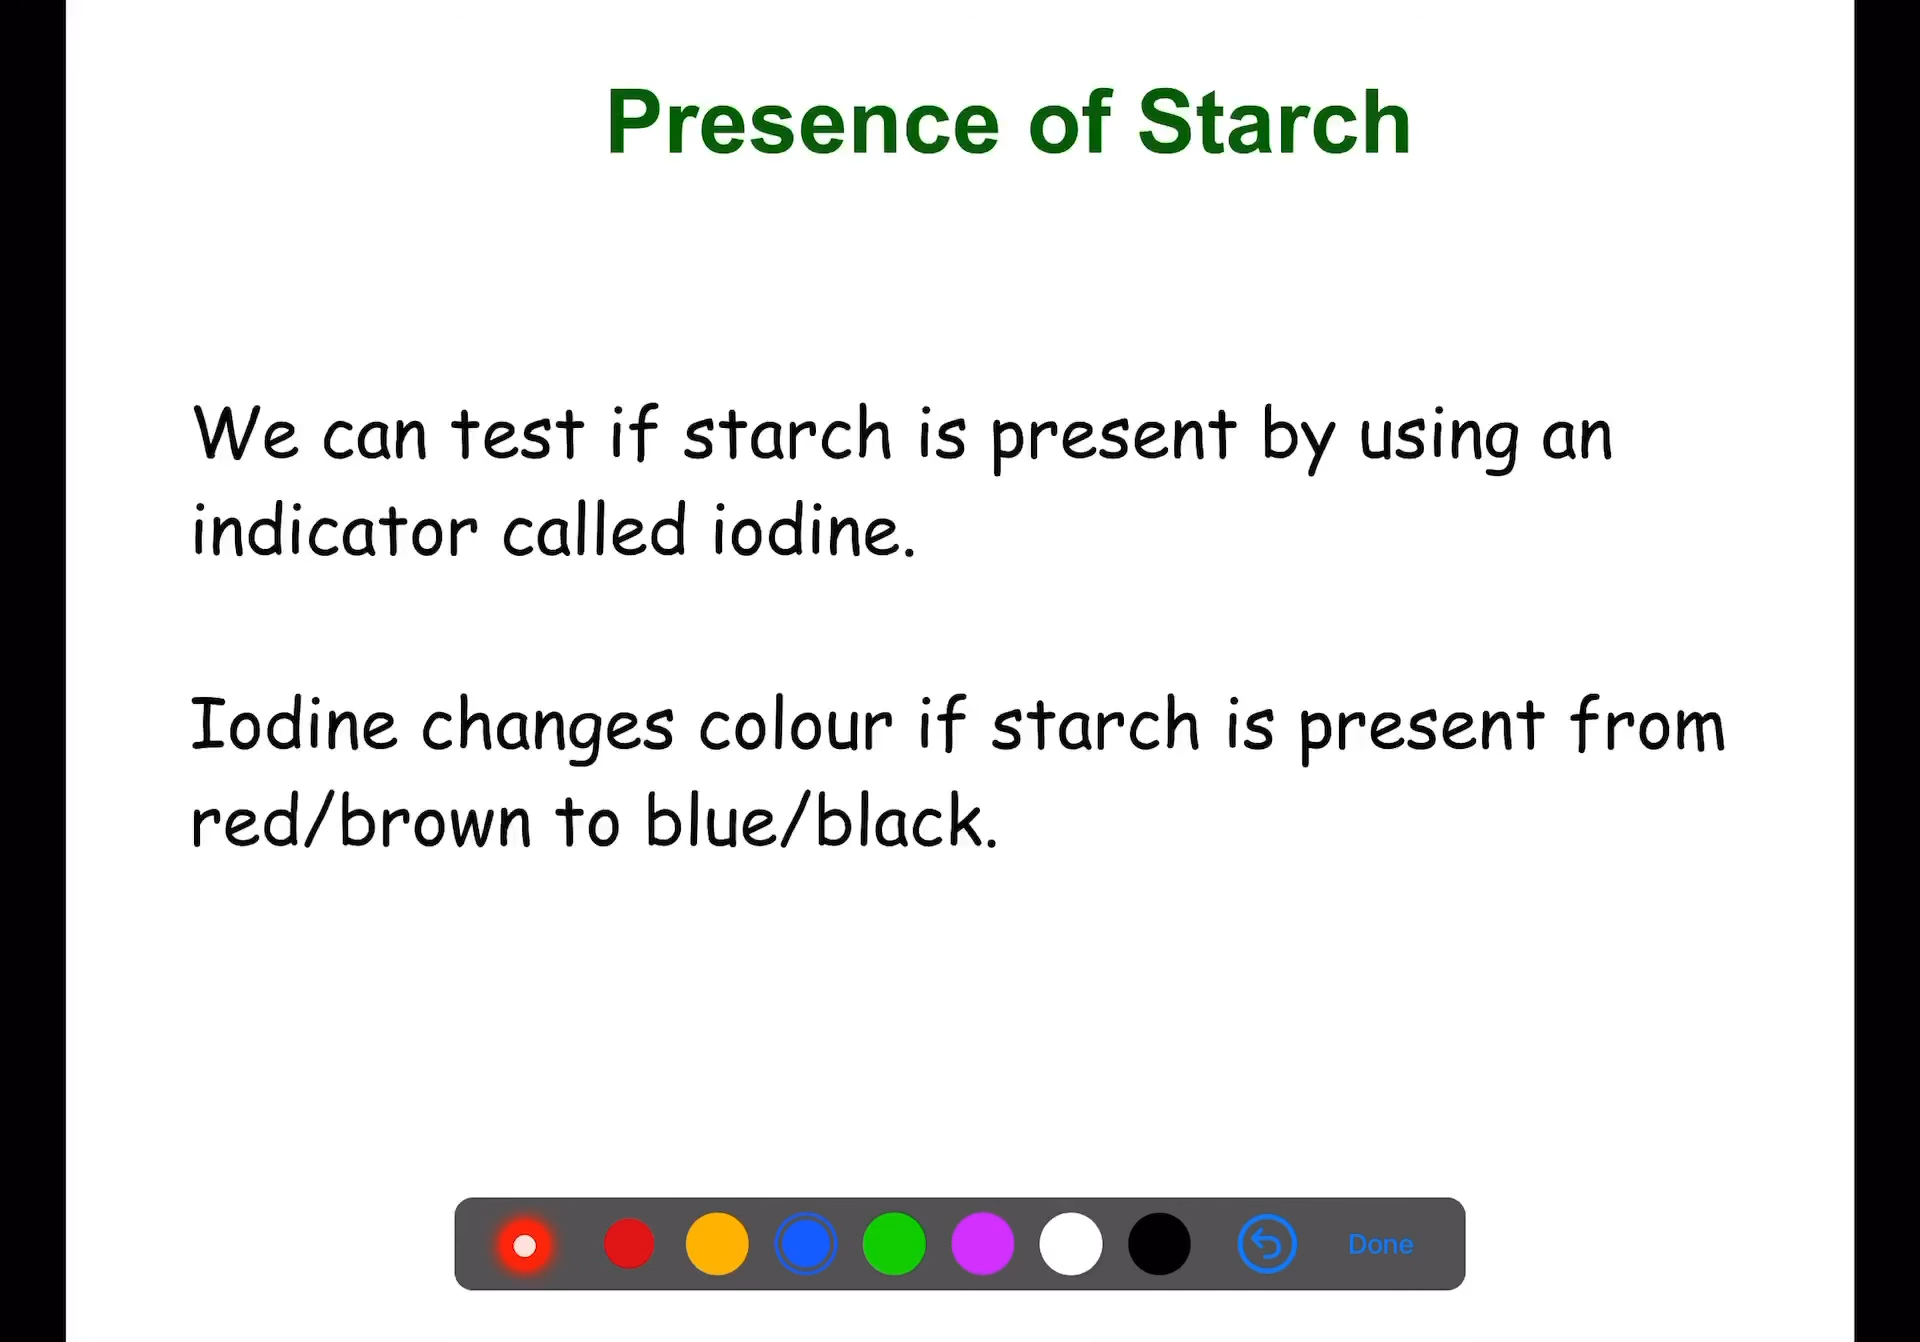 Presence of Starch
We can test if starch is present by using an
indicator called iodine.
Iodine changes colour if starch is present from
red/brown to blue/black.
Done